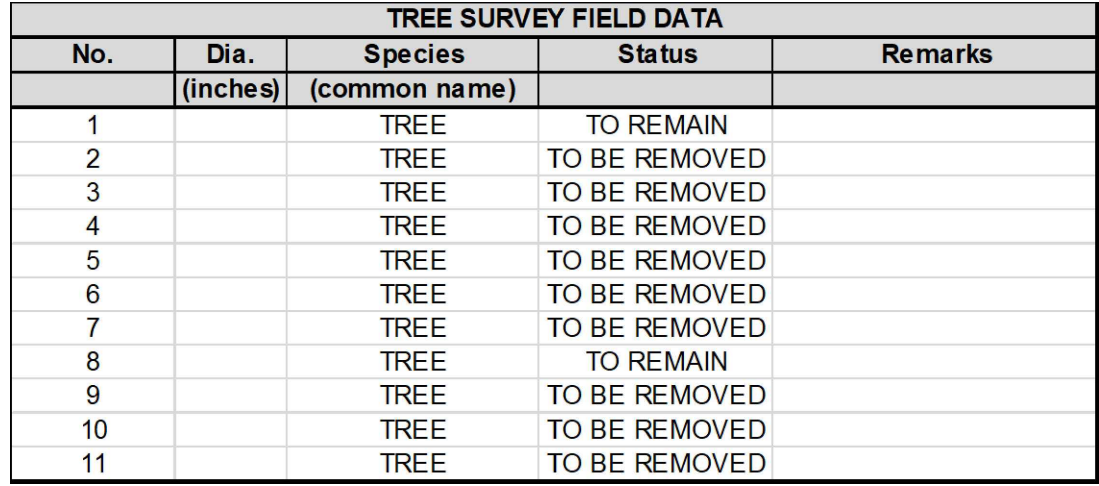 TREE SURVEY FIELD DATA
No. Dia. Species Status Remarks
(inches) (common name)
1 TREE TO REMAIN
2 TREE TO BE REMOVED
3 TREE TO BE REMOVED
4 TREE TO BE REMOVED
5 TREE TO BE REMOVED
6 TREE TO BE REMOVED
7 TREE TO BE REMOVED
8 TREE TO REMAIN
9 TREE TO BE REMOVED
10 TREE TO BE REMOVED
11 TREE TO BE REMOVED